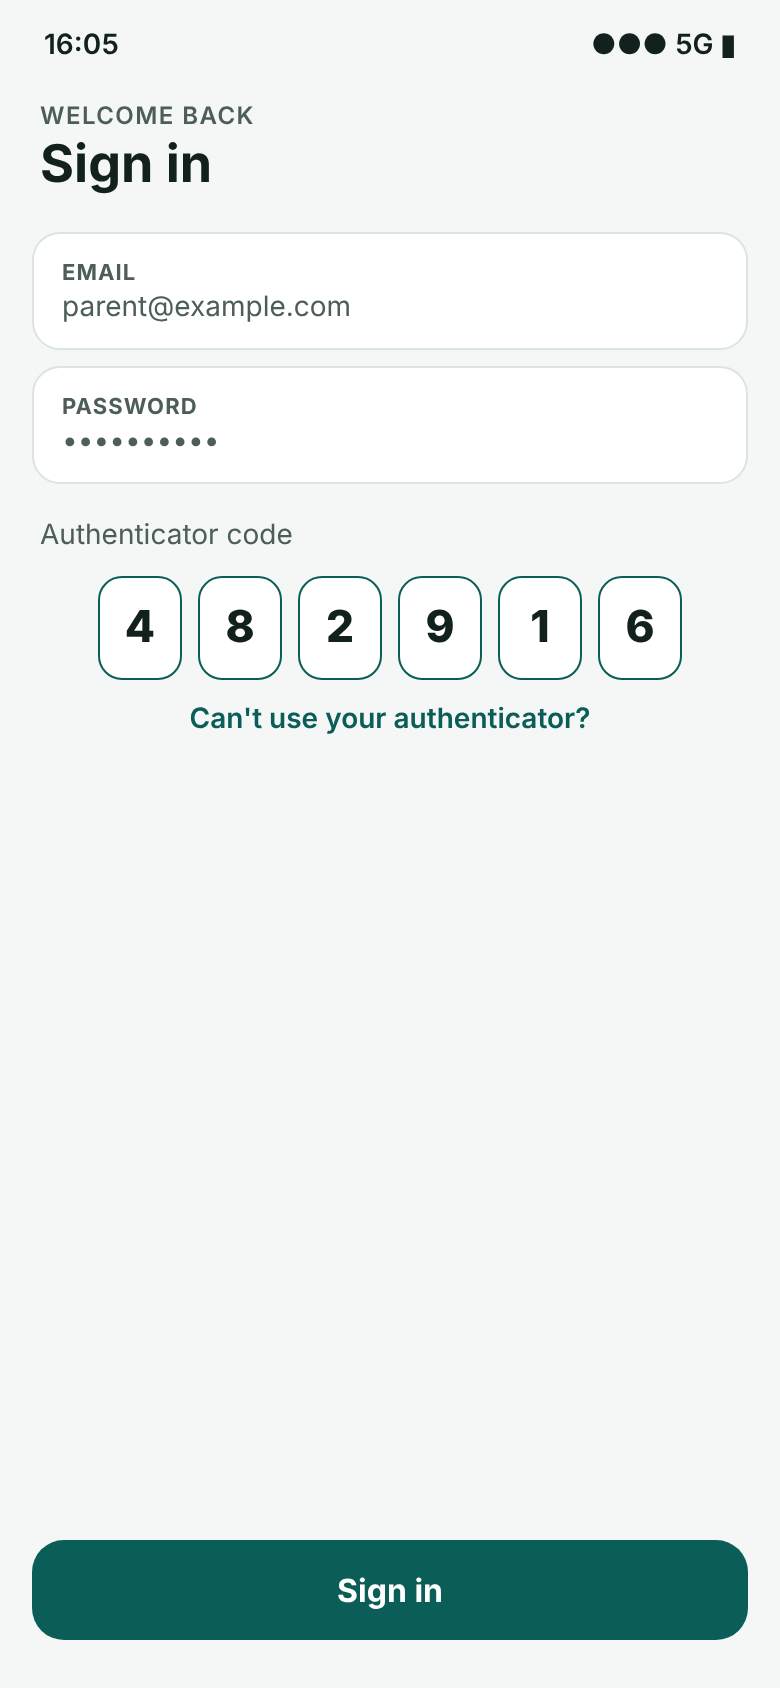 16:05 ●●● 5G ▮
WELCOME BACK
Sign in
EMAIL
parent@example.com
PASSWORD
••••••••••
Authenticator code
4 8 2 9 1 6
Can't use your authenticator?
Sign in